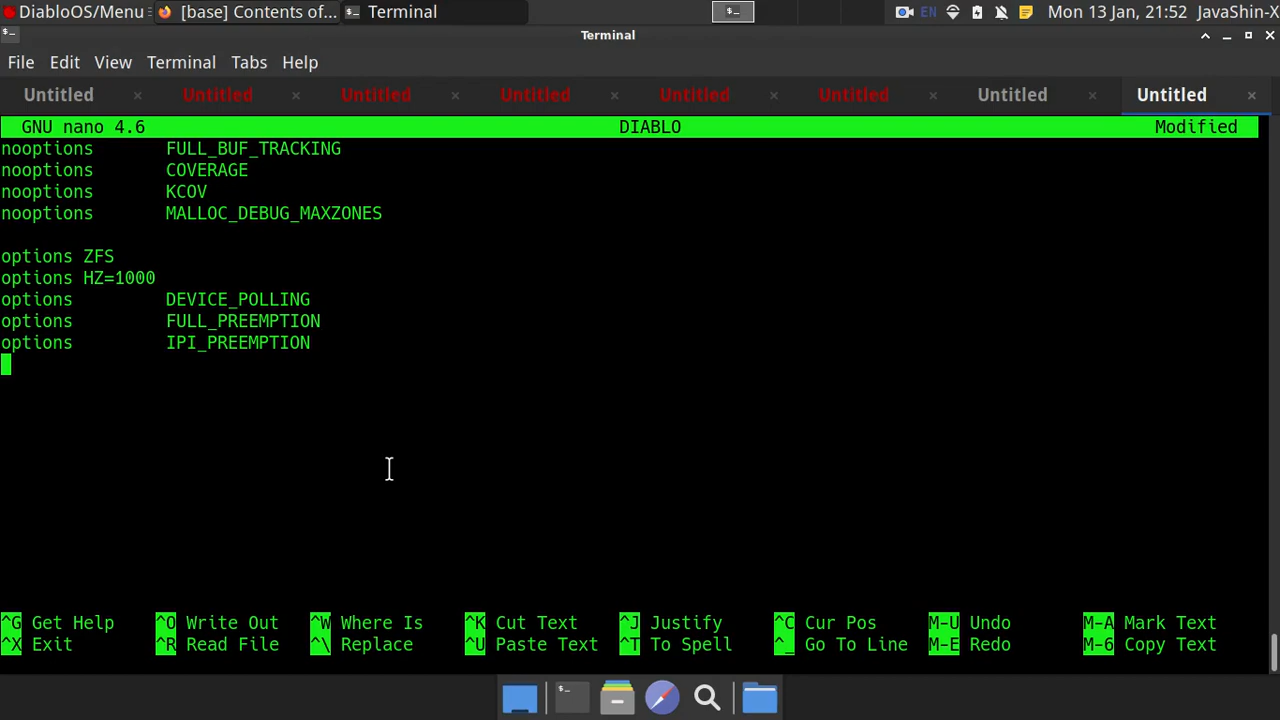 DiabloOS/Menu [base] Contents of... Terminal EN Mon 13 Jan, 21:52 JavaShin-X
Terminal
File Edit View Terminal Tabs Help
Untitled Untitled Untitled Untitled Untitled Untitled Untitled Untitled
GNU nano 4.6 DIABLO Modified
nooptions FULL_BUF_TRACKING
nooptions COVERAGE
nooptions KCOV
nooptions MALLOC_DEBUG_MAXZONES
options ZFS
options HZ=1000
options DEVICE_POLLING
options FULL_PREEMPTION
options IPI_PREEMPTION
^G Get Help ^O Write Out ^W Where Is ^K Cut Text ^J Justify ^C Cur Pos M-U Undo M-A Mark Text
^X Exit ^R Read File ^\ Replace ^U Paste Text ^T To Spell ^_ Go To Line M-E Redo M-6 Copy Text